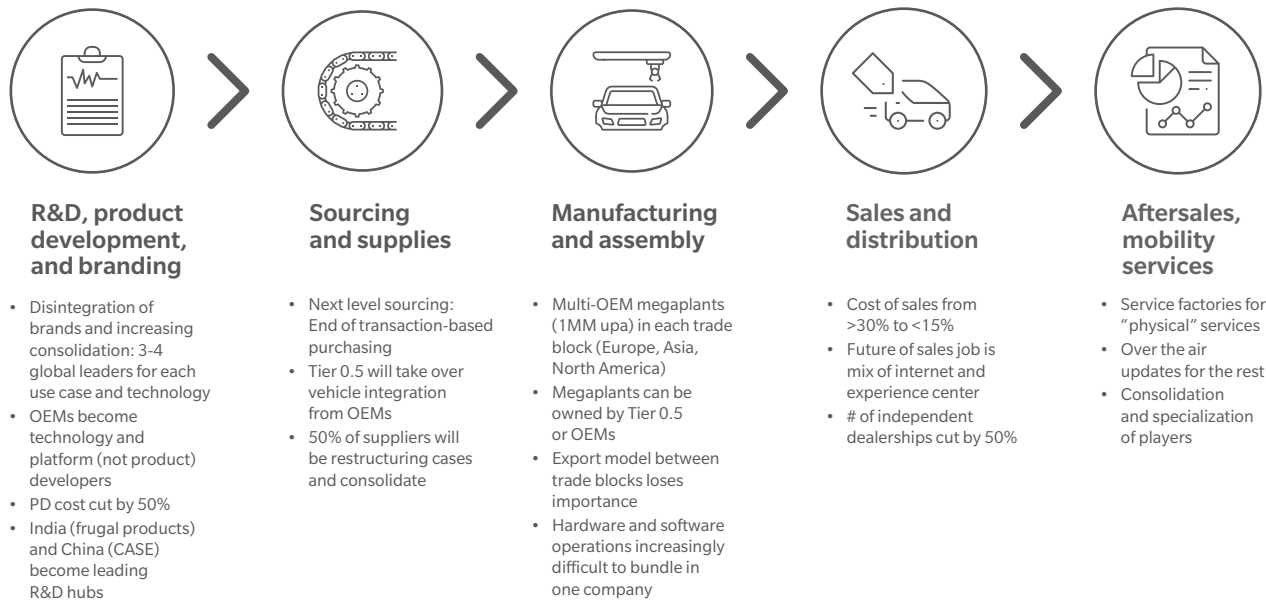 R&D, product
development,
and branding
• Disintegration of
brands and increasing
consolidation: 3-4
global leaders for each
use case and technology
• OEMs become
technology and
platform (not product)
developers
• PD cost cut by 50%
• India (frugal products)
and China (CASE)
become leading
R&D hubs
Sourcing
and supplies
• Next level sourcing:
End of transaction-based
purchasing
• Tier 0.5 will take over
vehicle integration
from OEMs
• 50% of suppliers will
be restructuring cases
and consolidate
Manufacturing
and assembly
• Multi-OEM megaplants
(1MM upa) in each trade
block (Europe, Asia,
North America)
• Megaplants can be
owned by Tier 0.5
or OEMs
• Export model between
trade blocks loses
importance
• Hardware and software
operations increasingly
difficult to bundle in
one company
Sales and
distribution
• Cost of sales from
>30% to <15%
• Future of sales job is
mix of internet and
experience center
• # of independent
dealerships cut by 50%
Aftersales,
mobility
services
• Service factories for
“physical” services
• Over the air
updates for the rest
• Consolidation
and specialization
of players